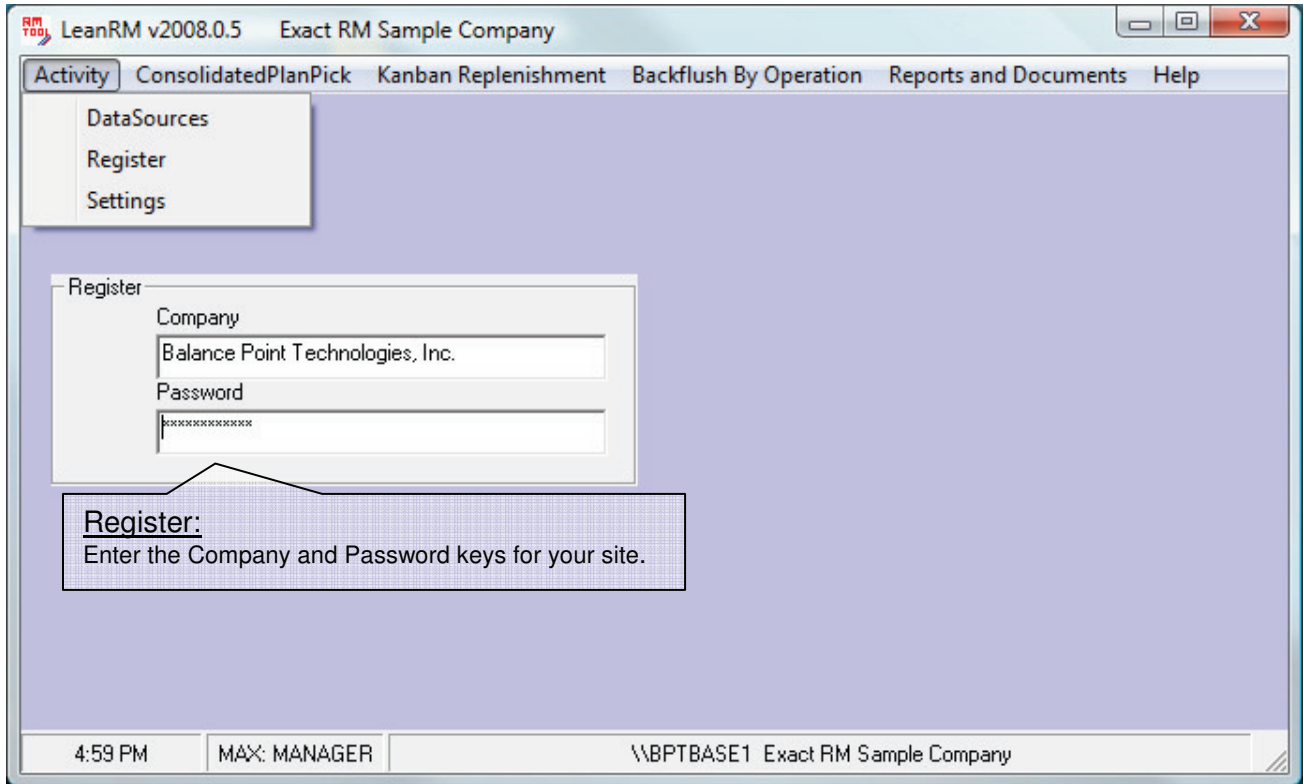 RM TOOL LeanRM v2008.0.5 Exact RM Sample Company
Activity ConsolidatedPlanPick Kanban Replenishment Backflush By Operation Reports and Documents Help
DataSources
Register
Settings
Register
Company
Balance Point Technologies, Inc.
Password
************
Register:
Enter the Company and Password keys for your site.
4:59 PM MAX: MANAGER \\BPTBASE1 Exact RM Sample Company